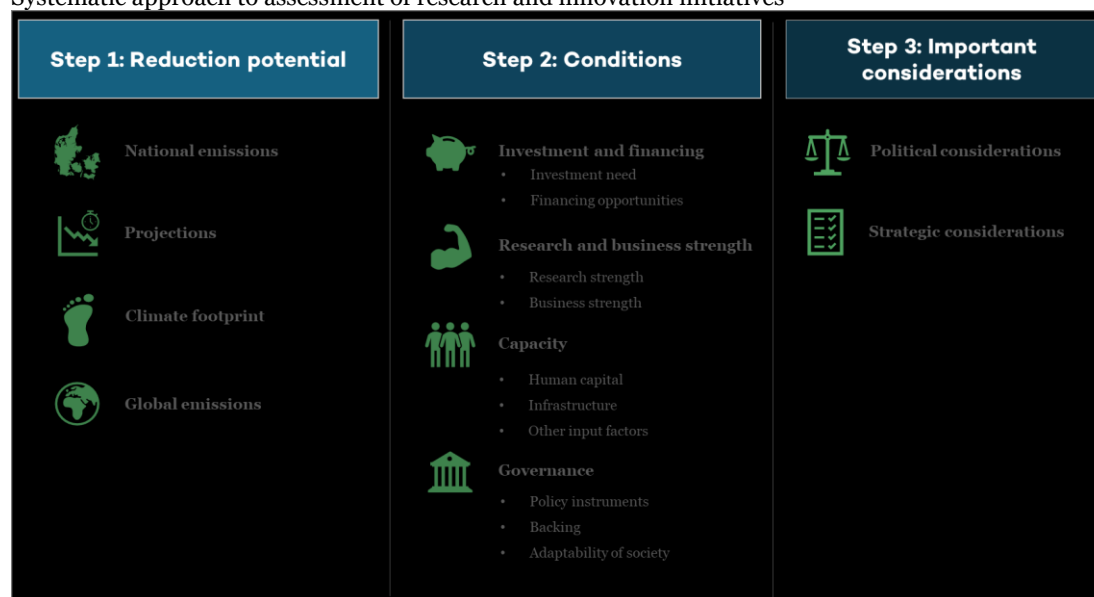 Systematic approach to assessment of research and innovation initiatives
Step 1: Reduction potential
National emissions
Projections
Climate footprint
Global emissions
Step 2: Conditions
Investment and financing
• Investment need
• Financing opportunities
Research and business strength
• Research strength
• Business strength
Capacity
• Human capital
• Infrastructure
• Other input factors
Governance
• Policy instruments
• Backing
• Adaptability of society
Step 3: Important
considerations
Political considerations
Strategic considerations